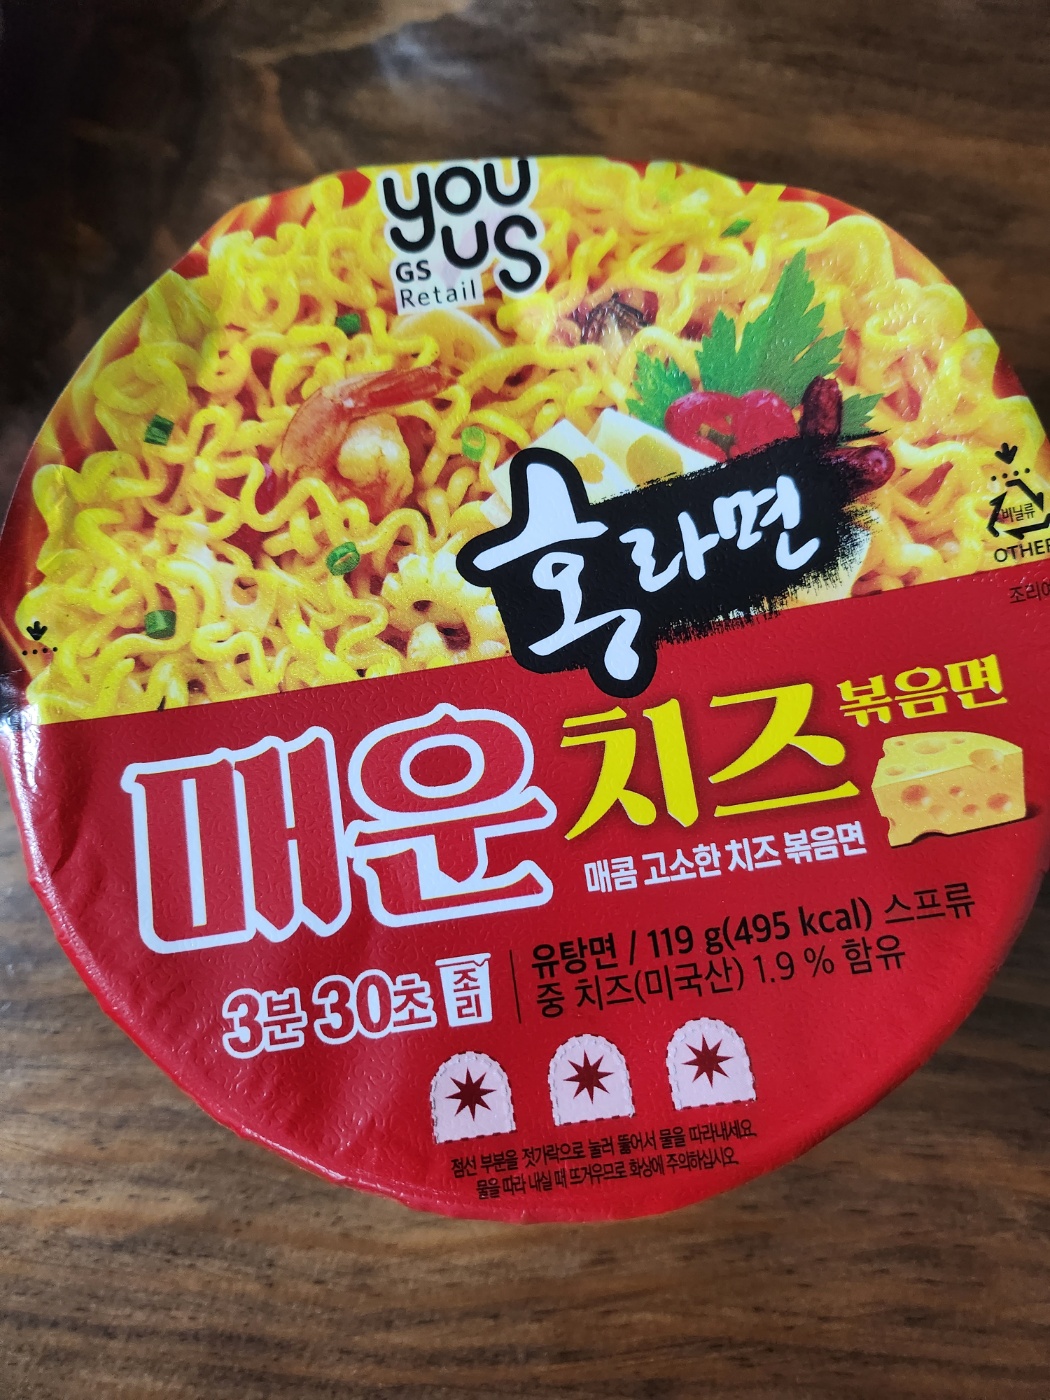 you
us
GS
Retail
홍라면
비닐류
OTHER
매운 치즈 볶음면
매콤 고소한 치즈 볶음면
3분 30초 조리
유탕면 / 119 g(495 kcal) 스프류
중 치즈(미국산) 1.9 % 함유
점선 부분을 젓가락으로 눌러 뚫어서 물을 따라내세요.
물을 따라 내실 때 뜨거우므로 화상에 주의하십시오.